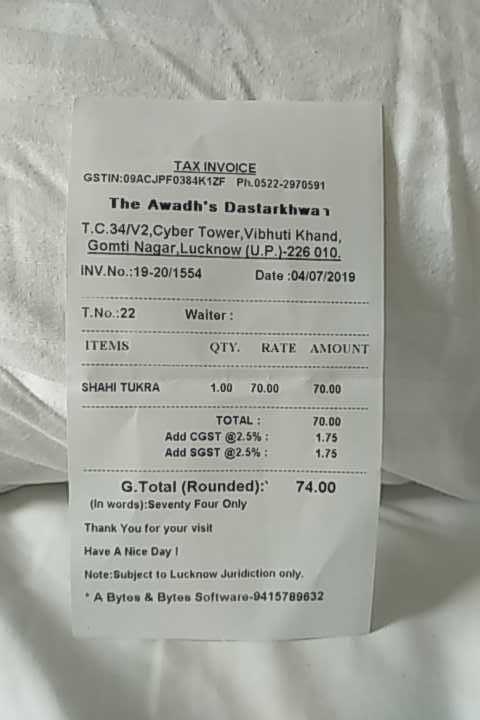 TAX INVOICE
GSTIN:09ACJPF0384K1ZF Ph.0522-2970591
The Awadh's Dastarkhwan
T.C.34/V2,Cyber Tower,Vibhuti Khand,
Gomti Nagar,Lucknow (U.P.)-226 010.
INV.No.:19-20/1554 Date :04/07/2019
T.No.:22 Waiter :
ITEMS QTY. RATE AMOUNT
SHAHI TUKRA 1.00 70.00 70.00
TOTAL : 70.00
Add CGST @2.5% : 1.75
Add SGST @2.5% : 1.75
G.Total (Rounded):` 74.00
(In words):Seventy Four Only
Thank You for your visit
Have A Nice Day !
Note:Subject to Lucknow Juridiction only.
* A Bytes & Bytes Software-9415789632